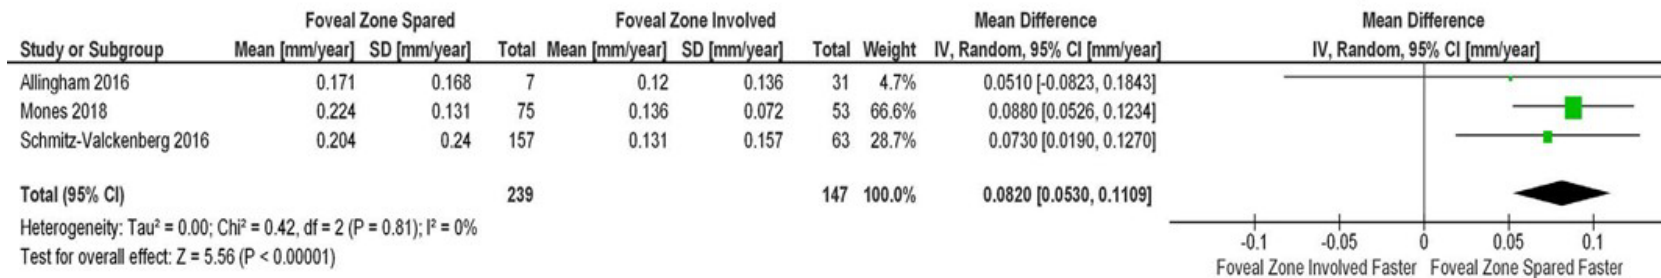 Foveal Zone Spared Foveal Zone Involved Mean Difference Mean Difference
Study or Subgroup Mean [mm/year] SD [mm/year] Total Mean [mm/year] SD [mm/year] Total Weight IV, Random, 95% CI [mm/year] IV, Random, 95% CI [mm/year]
Allingham 2016 0.171 0.168 7 0.12 0.136 31 4.7% 0.0510 [-0.0823, 0.1843]
Mones 2018 0.224 0.131 75 0.136 0.072 53 66.6% 0.0880 [0.0526, 0.1234]
Schmitz-Valckenberg 2016 0.204 0.24 157 0.131 0.157 63 28.7% 0.0730 [0.0190, 0.1270]
Total (95% CI) 239 147 100.0% 0.0820 [0.0530, 0.1109]
Heterogeneity: Tau² = 0.00; Chi² = 0.42, df = 2 (P = 0.81); I² = 0%
Test for overall effect: Z = 5.56 (P < 0.00001)
-0.1 -0.05 0 0.05 0.1
Foveal Zone Involved Faster Foveal Zone Spared Faster